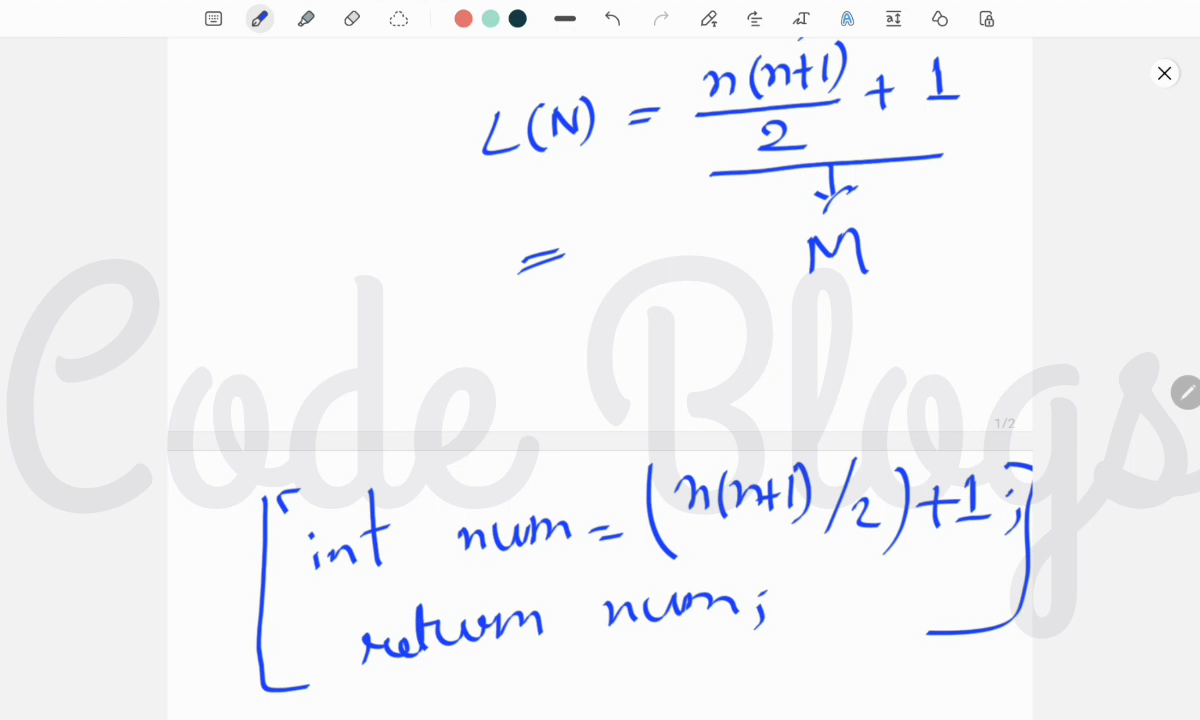 L(N) = n(n+1)/2 + 1
= M
1/2
int num = (n(n+1)/2)+1;
return num;
Code Blogs